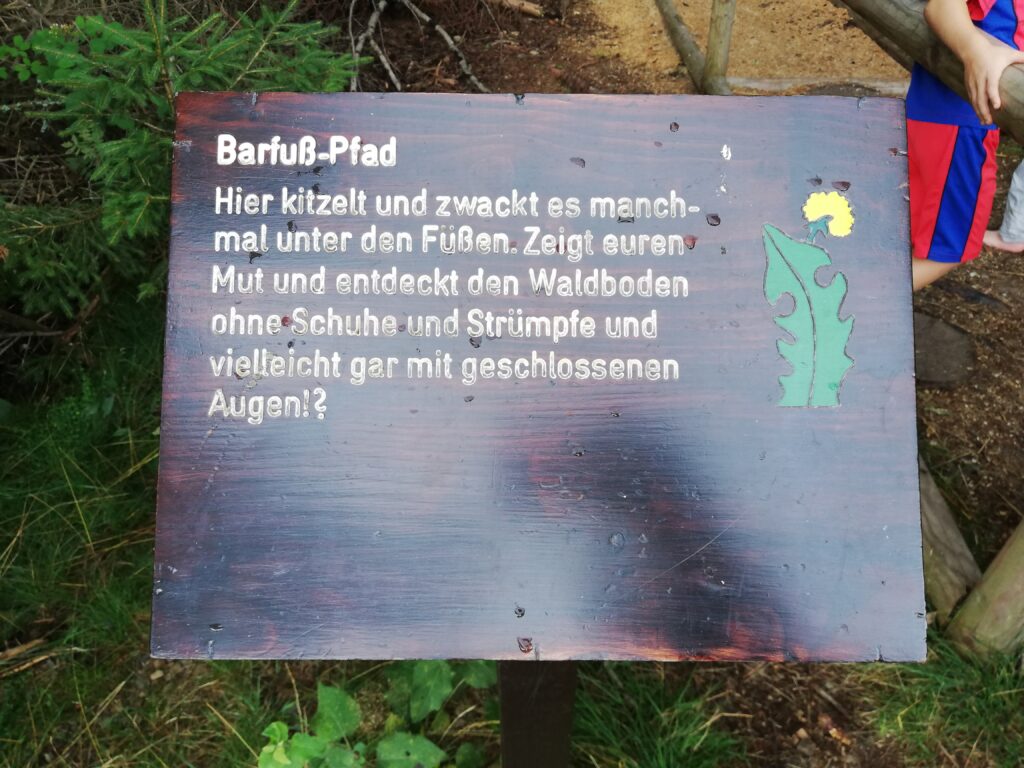 Barfuß-Pfad
Hier kitzelt und zwackt es manch-
mal unter den Füßen. Zeigt euren
Mut und entdeckt den Waldboden
ohne Schuhe und Strümpfe und
vielleicht gar mit geschlossenen
Augen!?